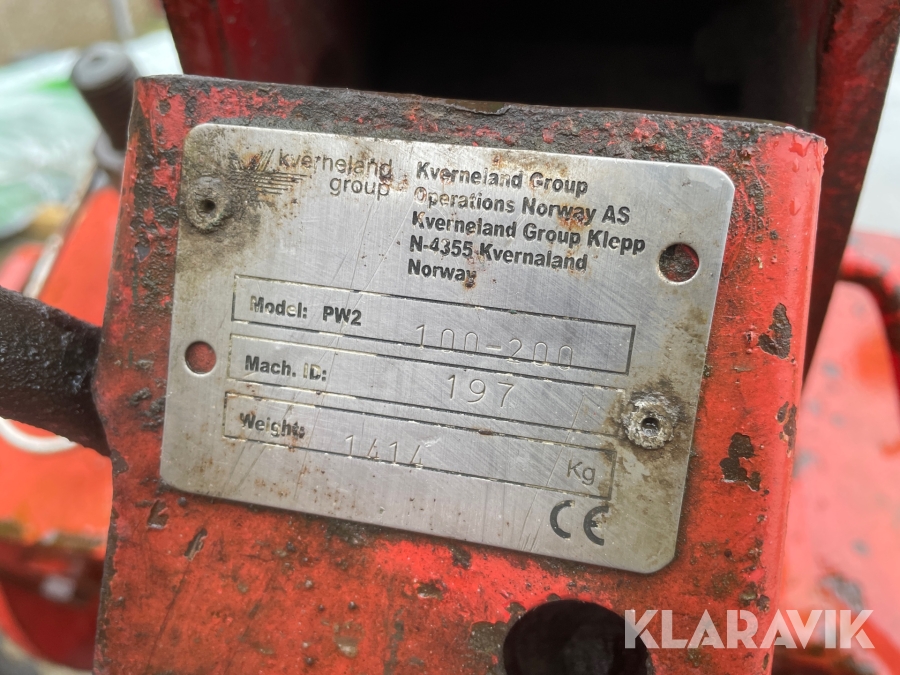 kverneland
group
Kverneland Group
Operations Norway AS
Kverneland Group Klepp
N-4355 Kvernaland
Norway
Model: PW2 100-200
Mach. ID: 197
Weight: 1414 Kg
CE
KLARAVIK